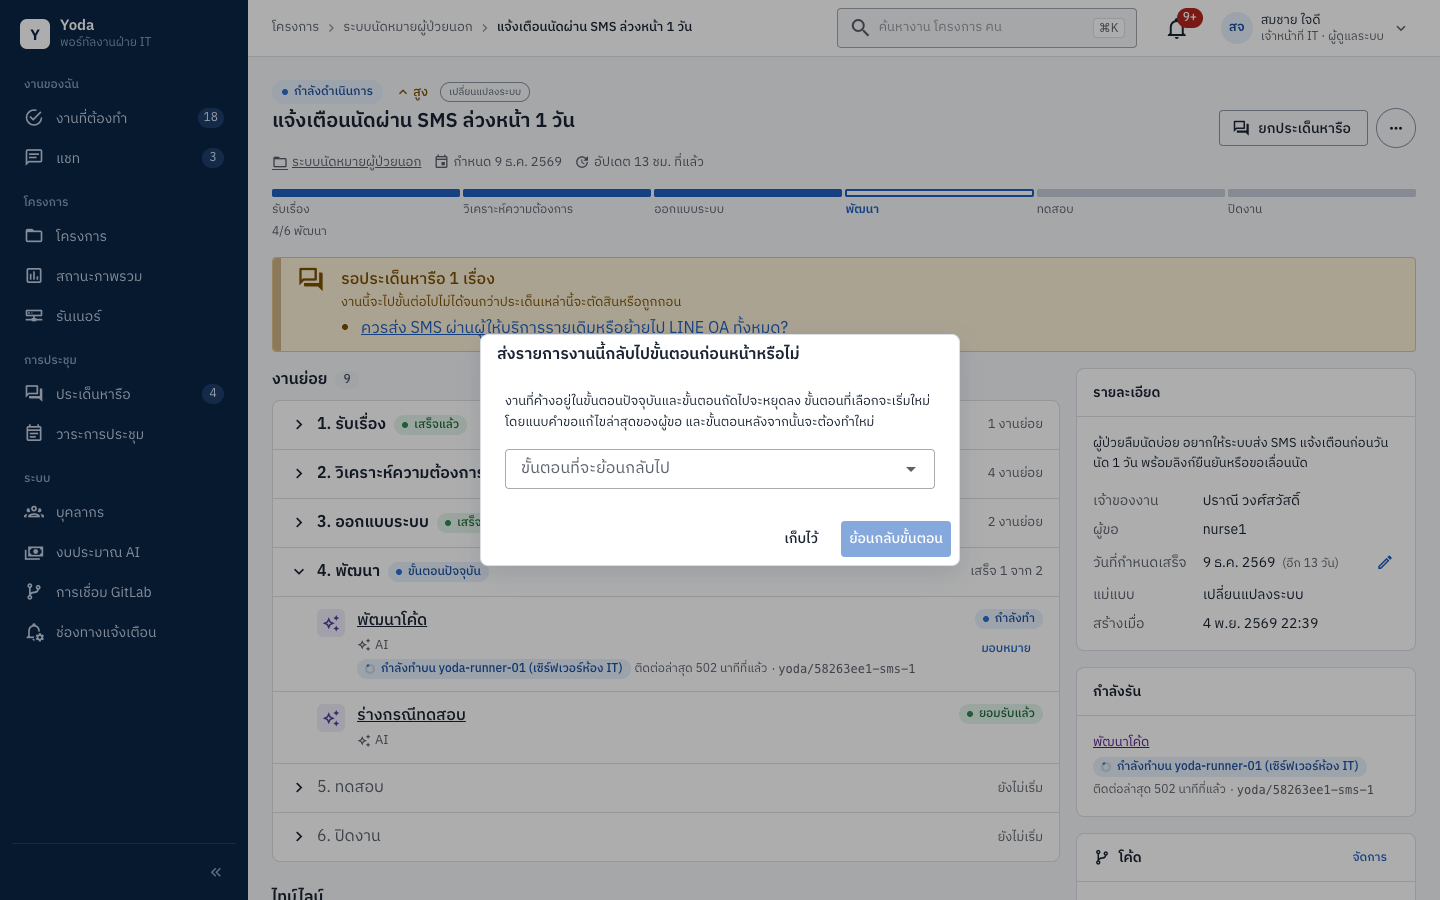 Y
Yoda
พอร์ทัลงานฝ่าย IT
งานของฉัน
งานที่ต้องทำ 18
แชท 3
โครงการ
โครงการ
สถานะภาพรวม
รันเนอร์
การประชุม
ประเด็นหารือ 4
วาระการประชุม
ระบบ
บุคลากร
งบประมาณ AI
การเชื่อม GitLab
ช่องทางแจ้งเตือน
โครงการ > ระบบนัดหมายผู้ป่วยนอก > แจ้งเตือนนัดผ่าน SMS ล่วงหน้า 1 วัน
ค้นหางาน โครงการ คน ⌘K
9+
สจ
สมชาย ใจดี
เจ้าหน้าที่ IT · ผู้ดูแลระบบ
กำลังดำเนินการ สูง เปลี่ยนแปลงระบบ
แจ้งเตือนนัดผ่าน SMS ล่วงหน้า 1 วัน
ยกประเด็นหารือ
ระบบนัดหมายผู้ป่วยนอก กำหนด 9 ธ.ค. 2569 อัปเดต 13 ชม. ที่แล้ว
รับเรื่อง วิเคราะห์ความต้องการ ออกแบบระบบ พัฒนา ทดสอบ ปิดงาน
4/6 พัฒนา
รอประเด็นหารือ 1 เรื่อง
งานนี้จะไปขั้นต่อไปไม่ได้จนกว่าประเด็นเหล่านี้จะตัดสินหรือถูกถอน
• ควรส่ง SMS ผ่านผู้ให้บริการรายเดิมหรือย้ายไป LINE OA ทั้งหมด?
งานย่อย 9
1. รับเรื่อง เสร็จแล้ว 1 งานย่อย
2. วิเคราะห์ความต้องการ 4 งานย่อย
3. ออกแบบระบบ เสร็จ 2 งานย่อย
4. พัฒนา ขั้นตอนปัจจุบัน เสร็จ 1 จาก 2
พัฒนาโค้ด กำลังทำ
AI มอบหมาย
กำลังทำบน yoda-runner-01 (เซิร์ฟเวอร์ห้อง IT) ติดต่อล่าสุด 502 นาทีที่แล้ว · yoda/58263ee1-sms-1
ร่างกรณีทดสอบ ยอมรับแล้ว
AI
5. ทดสอบ ยังไม่เริ่ม
6. ปิดงาน ยังไม่เริ่ม
ไทม์ไลน์
ส่งรายการงานนี้กลับไปขั้นตอนก่อนหน้าหรือไม่
งานที่ค้างอยู่ในขั้นตอนปัจจุบันและขั้นตอนถัดไปจะหยุดลง ขั้นตอนที่เลือกจะเริ่มใหม่
โดยแนบคำขอแก้ไขล่าสุดของผู้ขอ และขั้นตอนหลังจากนั้นจะต้องทำใหม่
ขั้นตอนที่จะย้อนกลับไป
เก็บไว้ ย้อนกลับขั้นตอน
รายละเอียด
ผู้ป่วยลืมนัดบ่อย อยากให้ระบบส่ง SMS แจ้งเตือนก่อนวัน
นัด 1 วัน พร้อมลิงก์ยืนยันหรือขอเลื่อนนัด
เจ้าของงาน ปราณี วงศ์สวัสดิ์
ผู้ขอ nurse1
วันที่กำหนดเสร็จ 9 ธ.ค. 2569 (อีก 13 วัน)
แม่แบบ เปลี่ยนแปลงระบบ
สร้างเมื่อ 4 พ.ย. 2569 22:39
กำลังรัน
พัฒนาโค้ด
กำลังทำบน yoda-runner-01 (เซิร์ฟเวอร์ห้อง IT)
ติดต่อล่าสุด 502 นาทีที่แล้ว · yoda/58263ee1-sms-1
โค้ด จัดการ